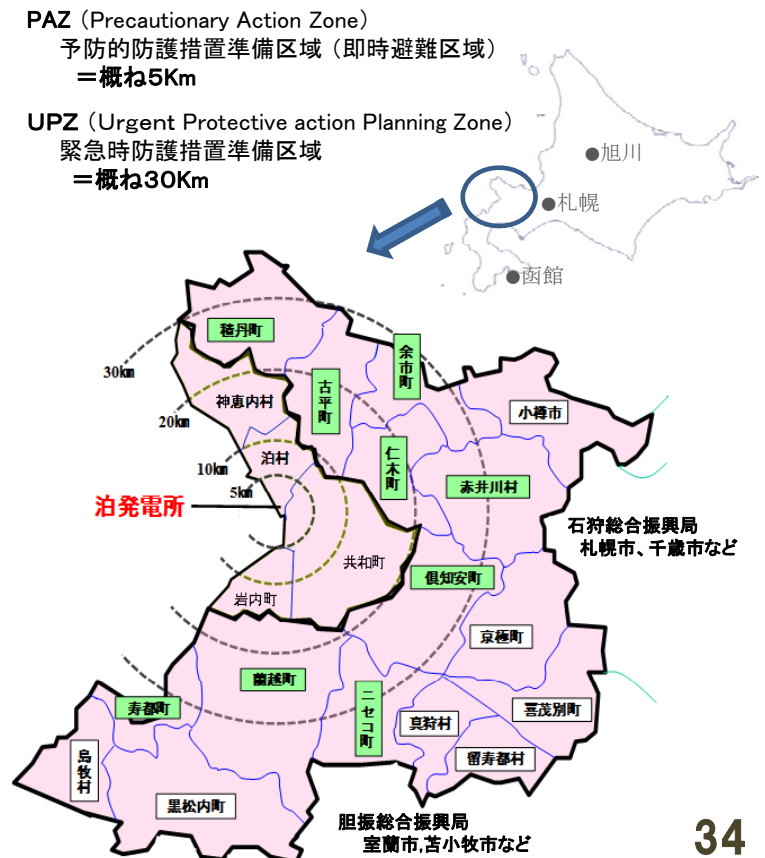 PAZ (Precautionary Action Zone)
予防的防護措置準備区域 (即時避難区域)
=概ね5Km
UPZ (Urgent Protective action Planning Zone)
緊急時防護措置準備区域
=概ね30Km
●旭川
●札幌
●函館
積丹町
余市町
30km
古平町
神恵内村
小樽市
20km
仁木町
泊村
10km
赤井川村
5km
泊発電所
石狩総合振興局
札幌市、千歳市など
共和町
倶知安町
岩内町
京極町
蘭越町
ニセコ町
寿都町
喜茂別町
真狩村
島牧村
留寿都村
黒松内町
胆振総合振興局
室蘭市,苫小牧市など
34